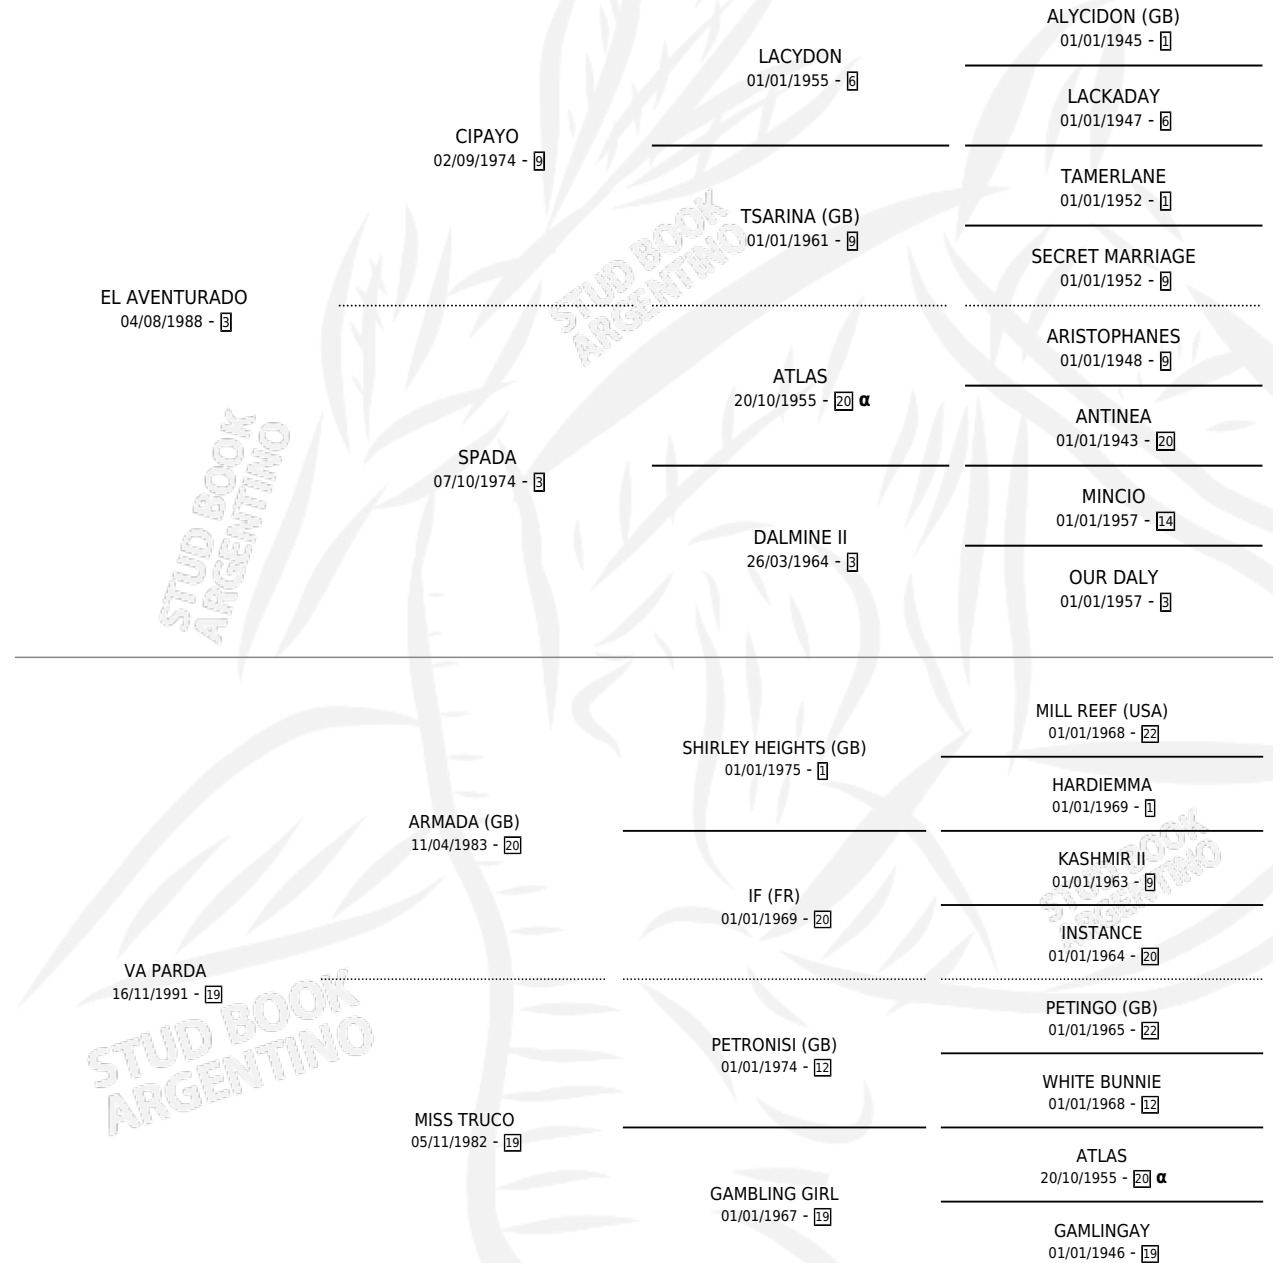 ALYCIDON (GB)
01/01/1945 - 1
LACYDON
01/01/1955 - 6
LACKADAY
01/01/1947 - 6
CIPAYO
02/09/1974 - 9
TAMERLANE
01/01/1952 - 1
TSARINA (GB)
01/01/1961 - 9
SECRET MARRIAGE
01/01/1952 - 9
EL AVENTURADO
04/08/1988 - 3
ARISTOPHANES
01/01/1948 - 9
ATLAS
20/10/1955 - 20 α
ANTINEA
01/01/1943 - 20
SPADA
07/10/1974 - 3
MINCIO
01/01/1957 - 14
DALMINE II
26/03/1964 - 3
OUR DALY
01/01/1957 - 3
MILL REEF (USA)
01/01/1968 - 22
SHIRLEY HEIGHTS (GB)
01/01/1975 - 1
HARDIEMMA
01/01/1969 - 1
ARMADA (GB)
11/04/1983 - 20
KASHMIR II
01/01/1963 - 9
IF (FR)
01/01/1969 - 20
INSTANCE
01/01/1964 - 20
VA PARDA
16/11/1991 - 19
PETINGO (GB)
01/01/1965 - 22
PETRONISI (GB)
01/01/1974 - 12
WHITE BUNNIE
01/01/1968 - 12
MISS TRUCO
05/11/1982 - 19
ATLAS
20/10/1955 - 20 α
GAMBLING GIRL
01/01/1967 - 19
GAMLINGAY
01/01/1946 - 19
STUD BOOK
ARGENTINO
STUD BOOK
ARGENTINO
STUD BOOK
ARGENTINO
STUD BOOK
ARGENTINO